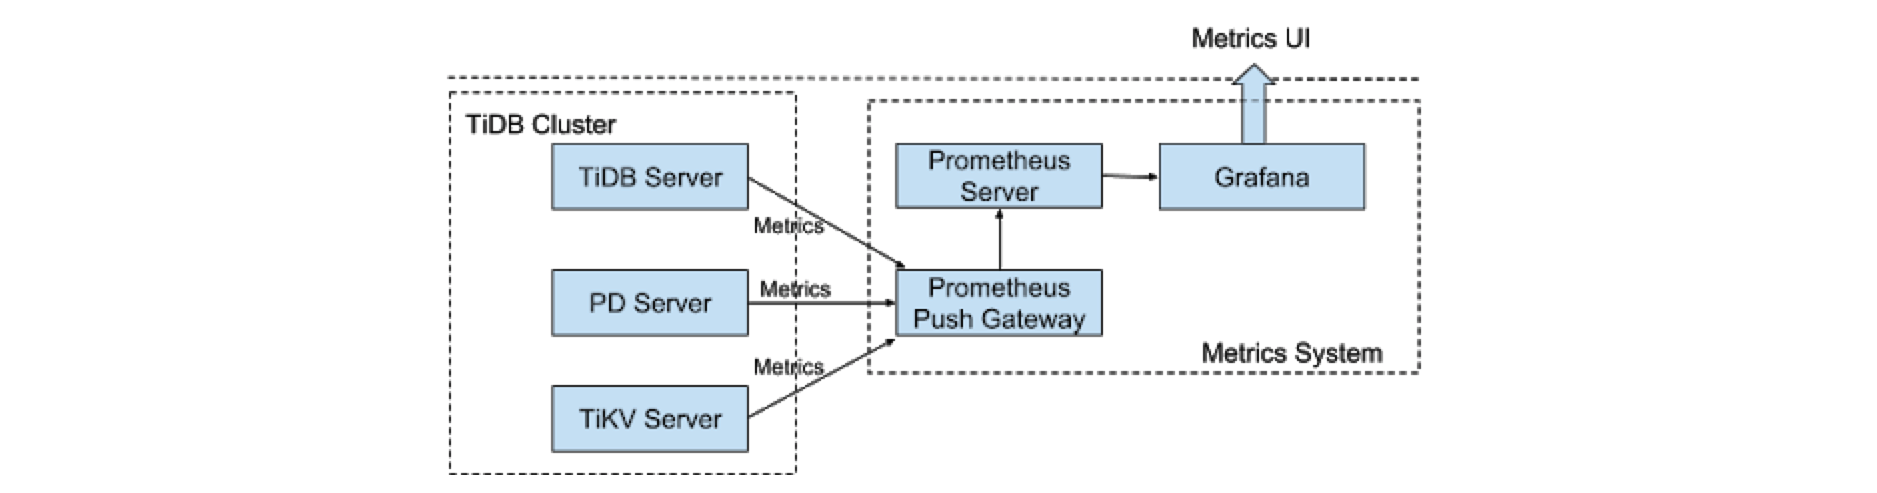 Metrics UI
TiDB Cluster
TiDB Server
Prometheus
Server
Grafana
Metrics
PD Server
Metrics
Prometheus
Push Gateway
Metrics System
Metrics
TiKV Server